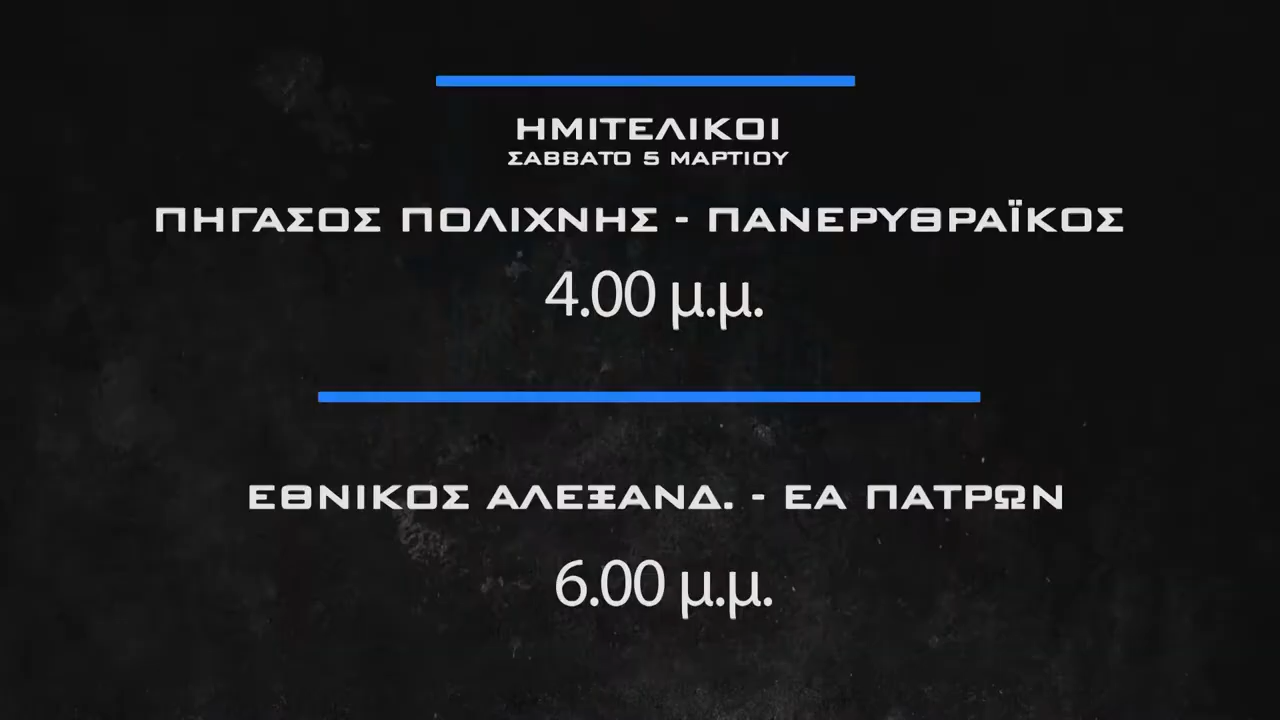 ΗΜΙΤΕΛΙΚΟΙ
ΣΑΒΒΑΤΟ 5 ΜΑΡΤΙΟΥ
ΠΗΓΑΣΟΣ ΠΟΛΙΧΝΗΣ - ΠΑΝΕΡΥΘΡΑΪΚΟΣ
4.00 μ.μ.
ΕΘΝΙΚΟΣ ΑΛΕΞΑΝΔ. - ΕΑ ΠΑΤΡΩΝ
6.00 μ.μ.